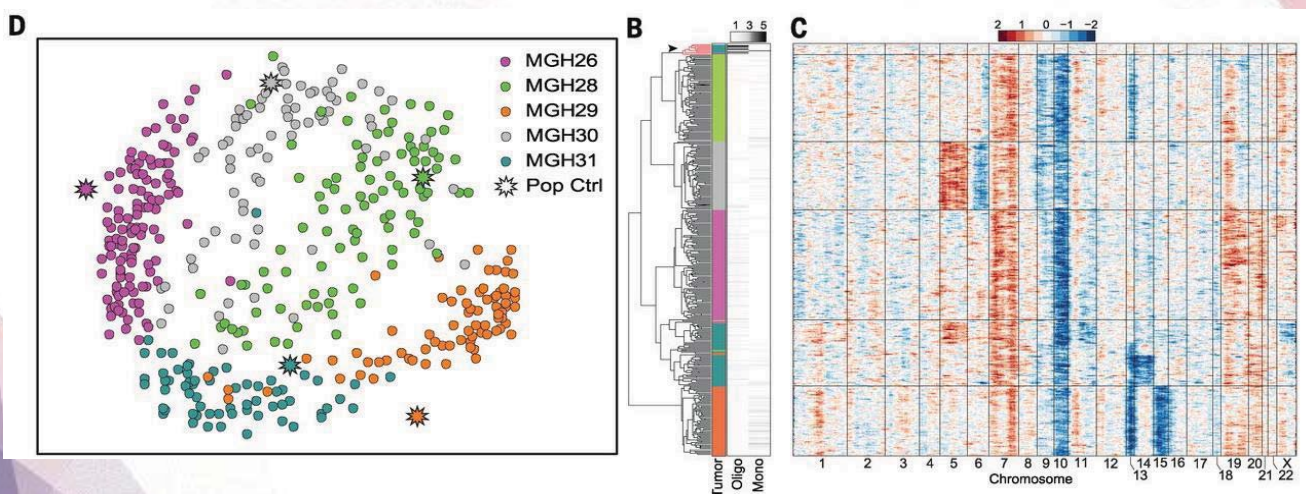 D
MGH26
MGH28
MGH29
MGH30
MGH31
Pop Ctrl
B
1 3 5
Tumor
Oligo
Mono
C
2 1 0 −1 −2
1 2 3 4 5 6 7 8 9 10 11 12 14 15 16 17 19 20 X
13 18 21 22
Chromosome